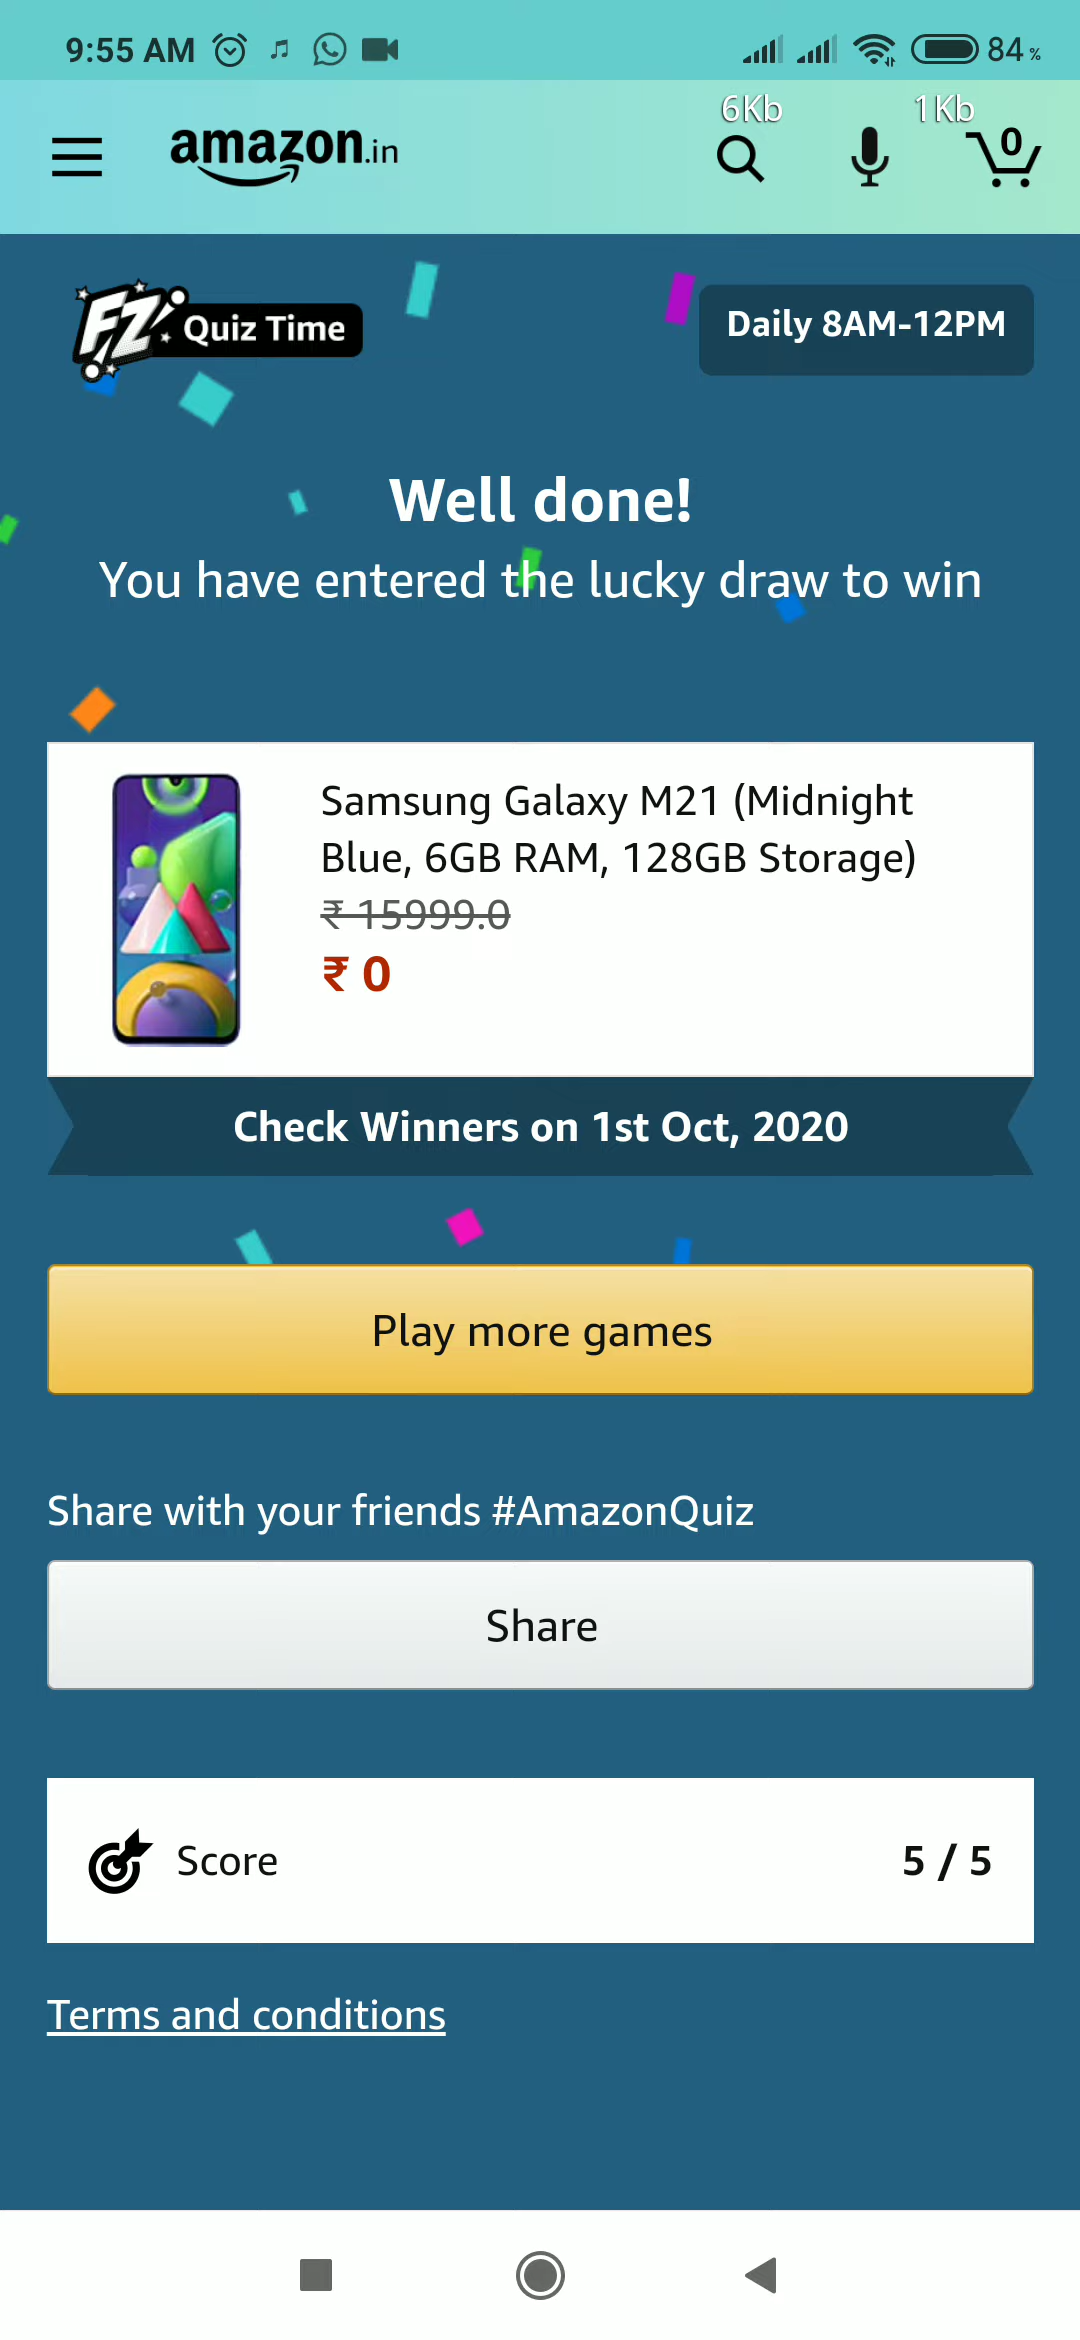 9:55 AM 84 %
6Kb 1Kb
amazon.in 0
FZ Quiz Time Daily 8AM-12PM
Well done!
You have entered the lucky draw to win
Samsung Galaxy M21 (Midnight
Blue, 6GB RAM, 128GB Storage)
₹ 15999.0
₹ 0
Check Winners on 1st Oct, 2020
Play more games
Share with your friends #AmazonQuiz
Share
Score 5 / 5
Terms and conditions